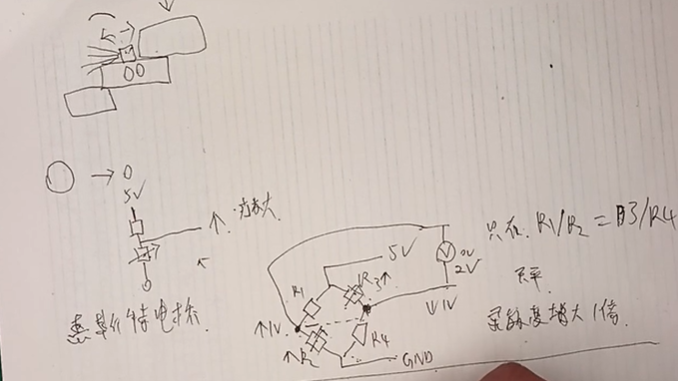 00
→ 0
5V
↑ 放大
惠斯特电桥
5V
R1
R3↑
0V
V
2V
↑1V
↓1V
↑R2
R4
GND
只在 R1/R2 = R3/R4
灵敏度增大1倍.